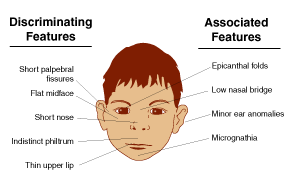 Discriminating
Features
Short palpebral
fissures
Flat midface
Short nose
Indistinct philtrum
Thin upper lip
Associated
Features
Epicanthal folds
Low nasal bridge
Minor ear anomalies
Micrognathia